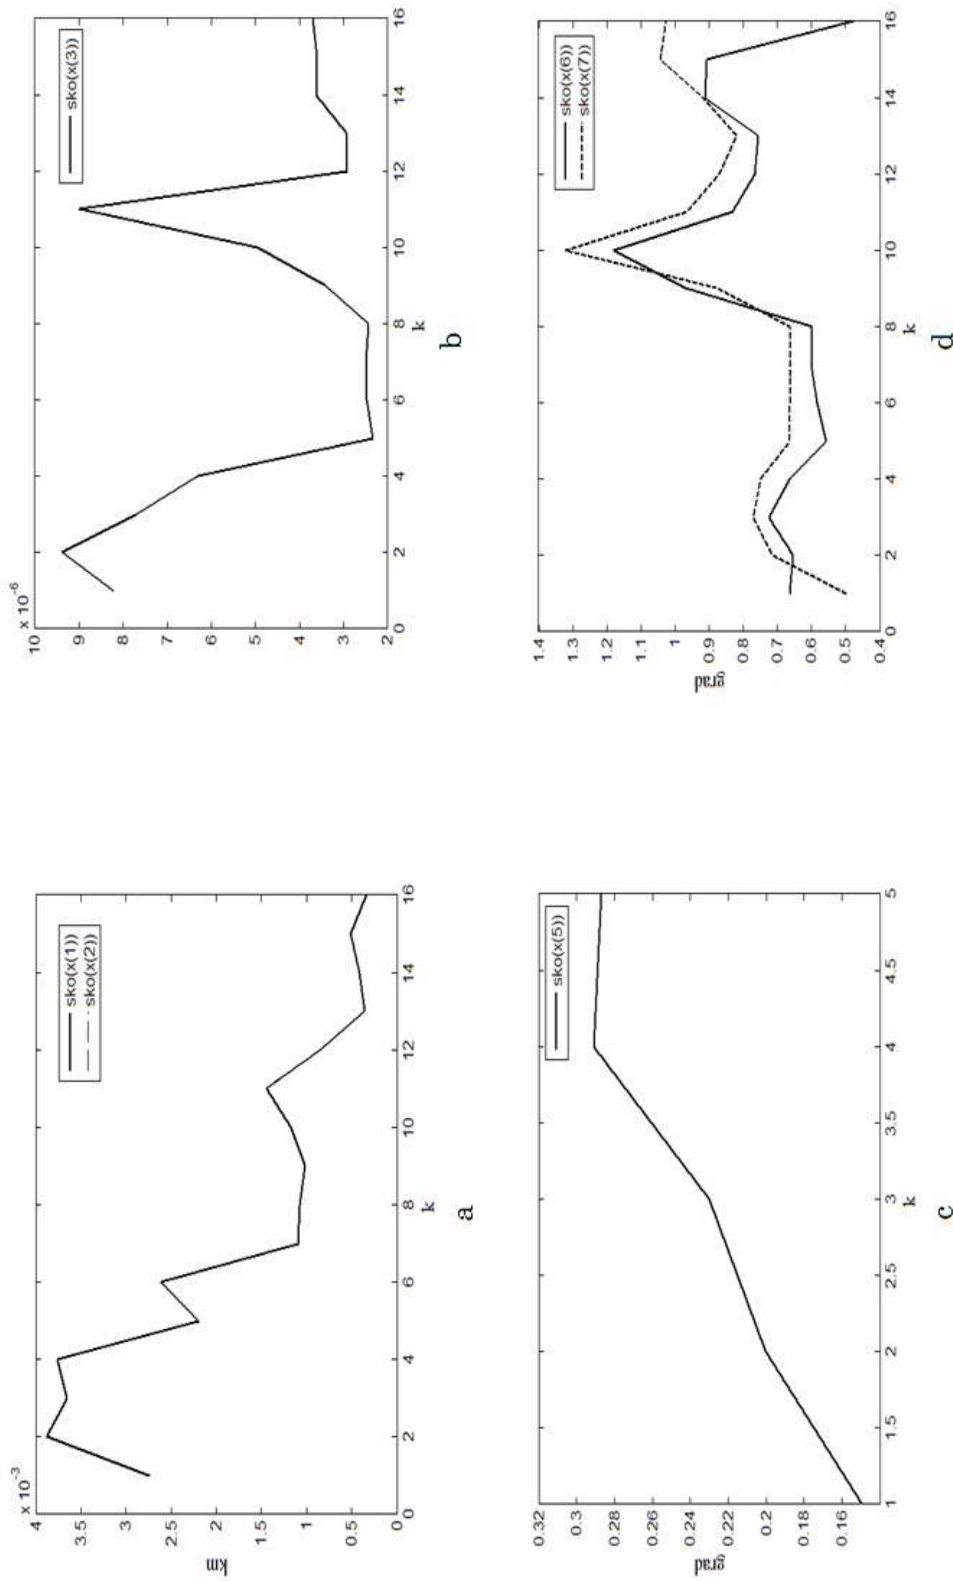 x 10⁻³
4
3.5
3
2.5
2
1.5
1
0.5
0
km
2 4 6 8 10 12 14 16
k
sko(x(1))
sko(x(2))
a
x 10⁻⁶
10
9
8
7
6
5
4
3
2
0 2 4 6 8 10 12 14 16
k
sko(x(3))
b
0.32
0.3
0.28
0.26
0.24
0.22
0.2
0.18
0.16
grad
1 1.5 2 2.5 3 3.5 4 4.5 5
k
sko(x(5))
c
1.4
1.3
1.2
1.1
1
0.9
0.8
0.7
0.6
0.5
0.4
grad
0 2 4 6 8 10 12 14 16
k
sko(x(6))
sko(x(7))
d